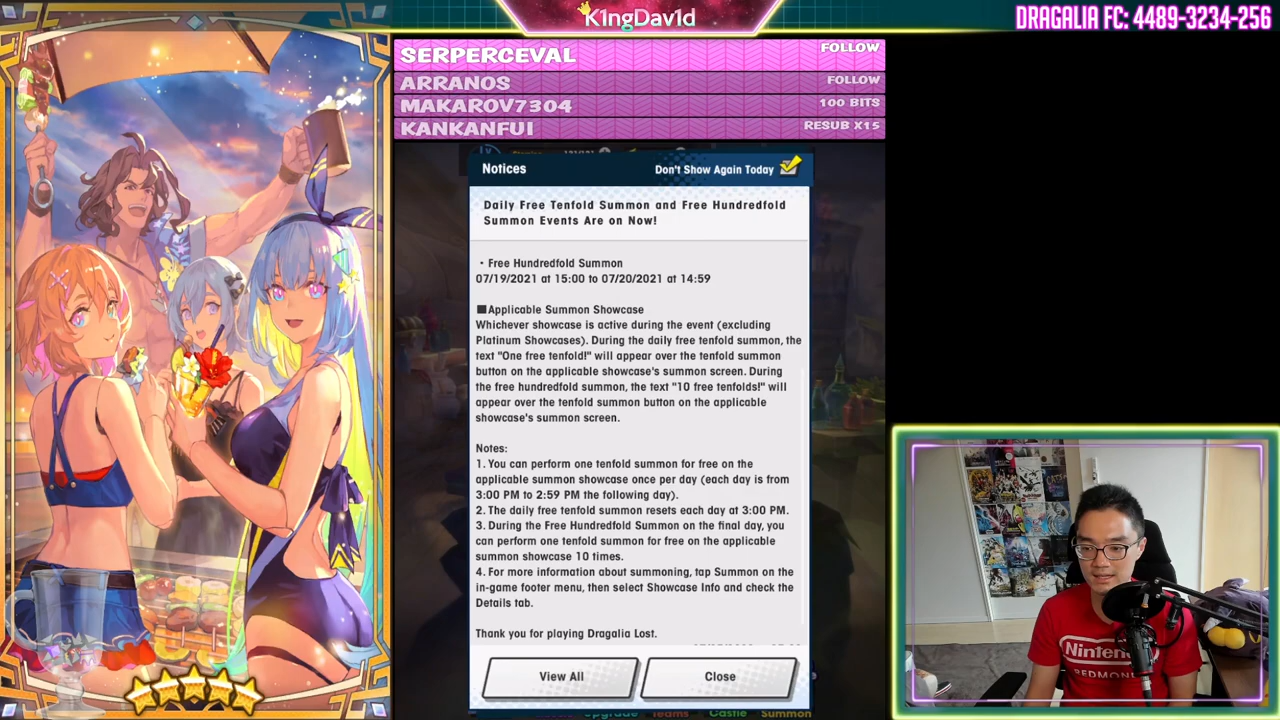 K1NGDAV1D
DRAGALIA FC: 4489-3234-256
SERPERCEVAL FOLLOW
ARRANOS FOLLOW
MAKAROV7304 100 BITS
KANKANFUI RESUB X15
Notices Don't Show Again Today
Daily Free Tenfold Summon and Free Hundredfold
Summon Events Are on Now!
・Free Hundredfold Summon
07/19/2021 at 15:00 to 07/20/2021 at 14:59
■Applicable Summon Showcase
Whichever showcase is active during the event (excluding
Platinum Showcases). During the daily free tenfold summon, the
text "One free tenfold!" will appear over the tenfold summon
button on the applicable showcase's summon screen. During
the free hundredfold summon, the text "10 free tenfolds!" will
appear over the tenfold summon button on the applicable
showcase's summon screen.
Notes:
1. You can perform one tenfold summon for free on the
applicable summon showcase once per day (each day is from
3:00 PM to 2:59 PM the following day).
2. The daily free tenfold summon resets each day at 3:00 PM.
3. During the Free Hundredfold Summon on the final day, you
can perform one tenfold summon for free on the applicable
summon showcase 10 times.
4. For more information about summoning, tap Summon on the
in-game footer menu, then select Showcase Info and check the
Details tab.
Thank you for playing Dragalia Lost.
View All Close
Upgrade Teams Castle Summon
Nintendo
REDMOND